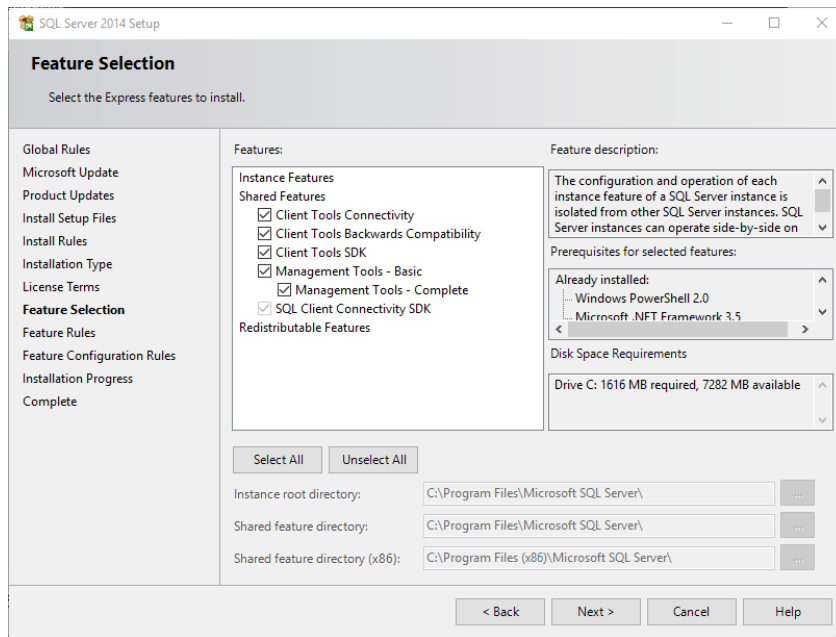 SQL Server 2014 Setup
Feature Selection
Select the Express features to install.
Global Rules
Microsoft Update
Product Updates
Install Setup Files
Install Rules
Installation Type
License Terms
Feature Selection
Feature Rules
Feature Configuration Rules
Installation Progress
Complete
Features:
Instance Features
Shared Features
Client Tools Connectivity
Client Tools Backwards Compatibility
Client Tools SDK
Management Tools - Basic
Management Tools - Complete
SQL Client Connectivity SDK
Redistributable Features
Feature description:
The configuration and operation of each
instance feature of a SQL Server instance is
isolated from other SQL Server instances. SQL
Server instances can operate side-by-side on
Prerequisites for selected features:
Already installed:
Windows PowerShell 2.0
Microsoft .NET Framework 3.5
Disk Space Requirements
Drive C: 1616 MB required, 7282 MB available
Select All
Unselect All
Instance root directory:
C:\Program Files\Microsoft SQL Server\
...
Shared feature directory:
C:\Program Files\Microsoft SQL Server\
...
Shared feature directory (x86):
C:\Program Files (x86)\Microsoft SQL Server\
...
< Back
Next >
Cancel
Help